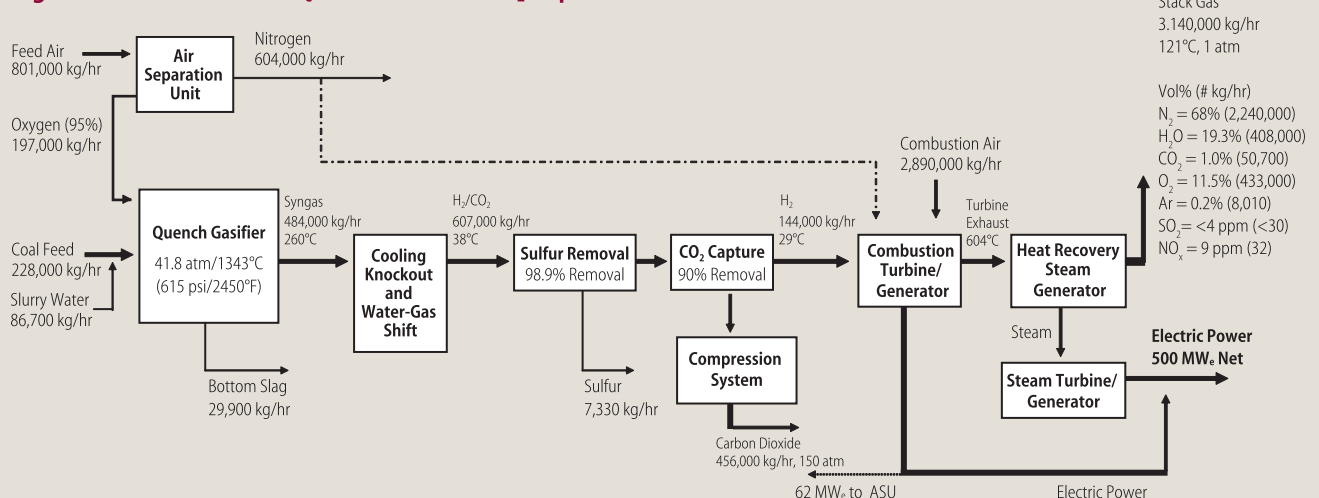 Stack Gas
3.140,000 kg/hr
121°C, 1 atm
Vol% (# kg/hr)
N₂ = 68% (2,240,000)
H₂O = 19.3% (408,000)
CO₂ = 1.0% (50,700)
O₂ = 11.5% (433,000)
Ar = 0.2% (8,010)
SO₂= <4 ppm (<30)
NOₓ = 9 ppm (32)
Feed Air
801,000 kg/hr
Air
Separation
Unit
Nitrogen
604,000 kg/hr
Oxygen (95%)
197,000 kg/hr
Combustion Air
2,890,000 kg/hr
Coal Feed
228,000 kg/hr
Slurry Water
86,700 kg/hr
Quench Gasifier
41.8 atm/1343°C
(615 psi/2450°F)
Syngas
484,000 kg/hr
260°C
Cooling
Knockout
and
Water-Gas
Shift
H₂/CO₂
607,000 kg/hr
38°C
Sulfur Removal
98.9% Removal
CO₂ Capture
90% Removal
H₂
144,000 kg/hr
29°C
Combustion
Turbine/
Generator
Turbine
Exhaust
604°C
Heat Recovery
Steam
Generator
Steam
Steam Turbine/
Generator
Electric Power
500 MWₑ Net
Bottom Slag
29,900 kg/hr
Sulfur
7,330 kg/hr
Compression
System
Carbon Dioxide
456,000 kg/hr, 150 atm
62 MWₑ to ASU
Electric Power